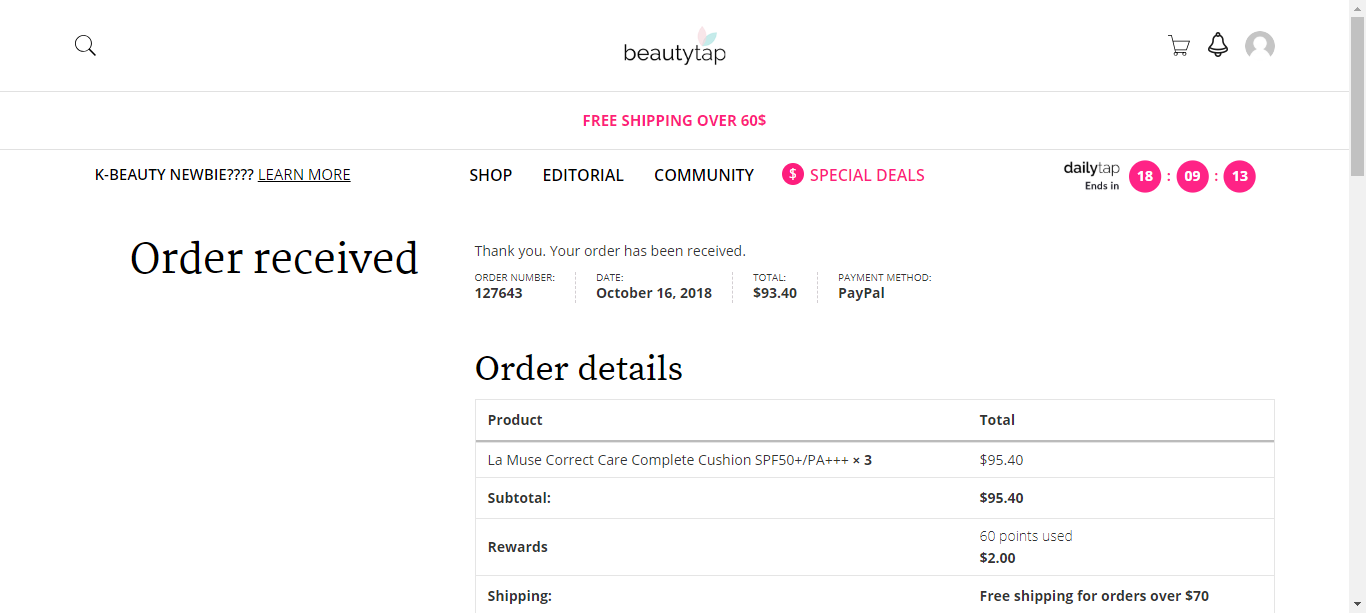 beautytap
FREE SHIPPING OVER 60$
K-BEAUTY NEWBIE???? LEARN MORE
SHOP EDITORIAL COMMUNITY $ SPECIAL DEALS
dailytap
Ends in
18 : 09 : 13
Order received
Thank you. Your order has been received.
ORDER NUMBER: DATE: TOTAL: PAYMENT METHOD:
127643 October 16, 2018 $93.40 PayPal
Order details
Product Total
La Muse Correct Care Complete Cushion SPF50+/PA+++ × 3 $95.40
Subtotal: $95.40
Rewards 60 points used
$2.00
Shipping: Free shipping for orders over $70